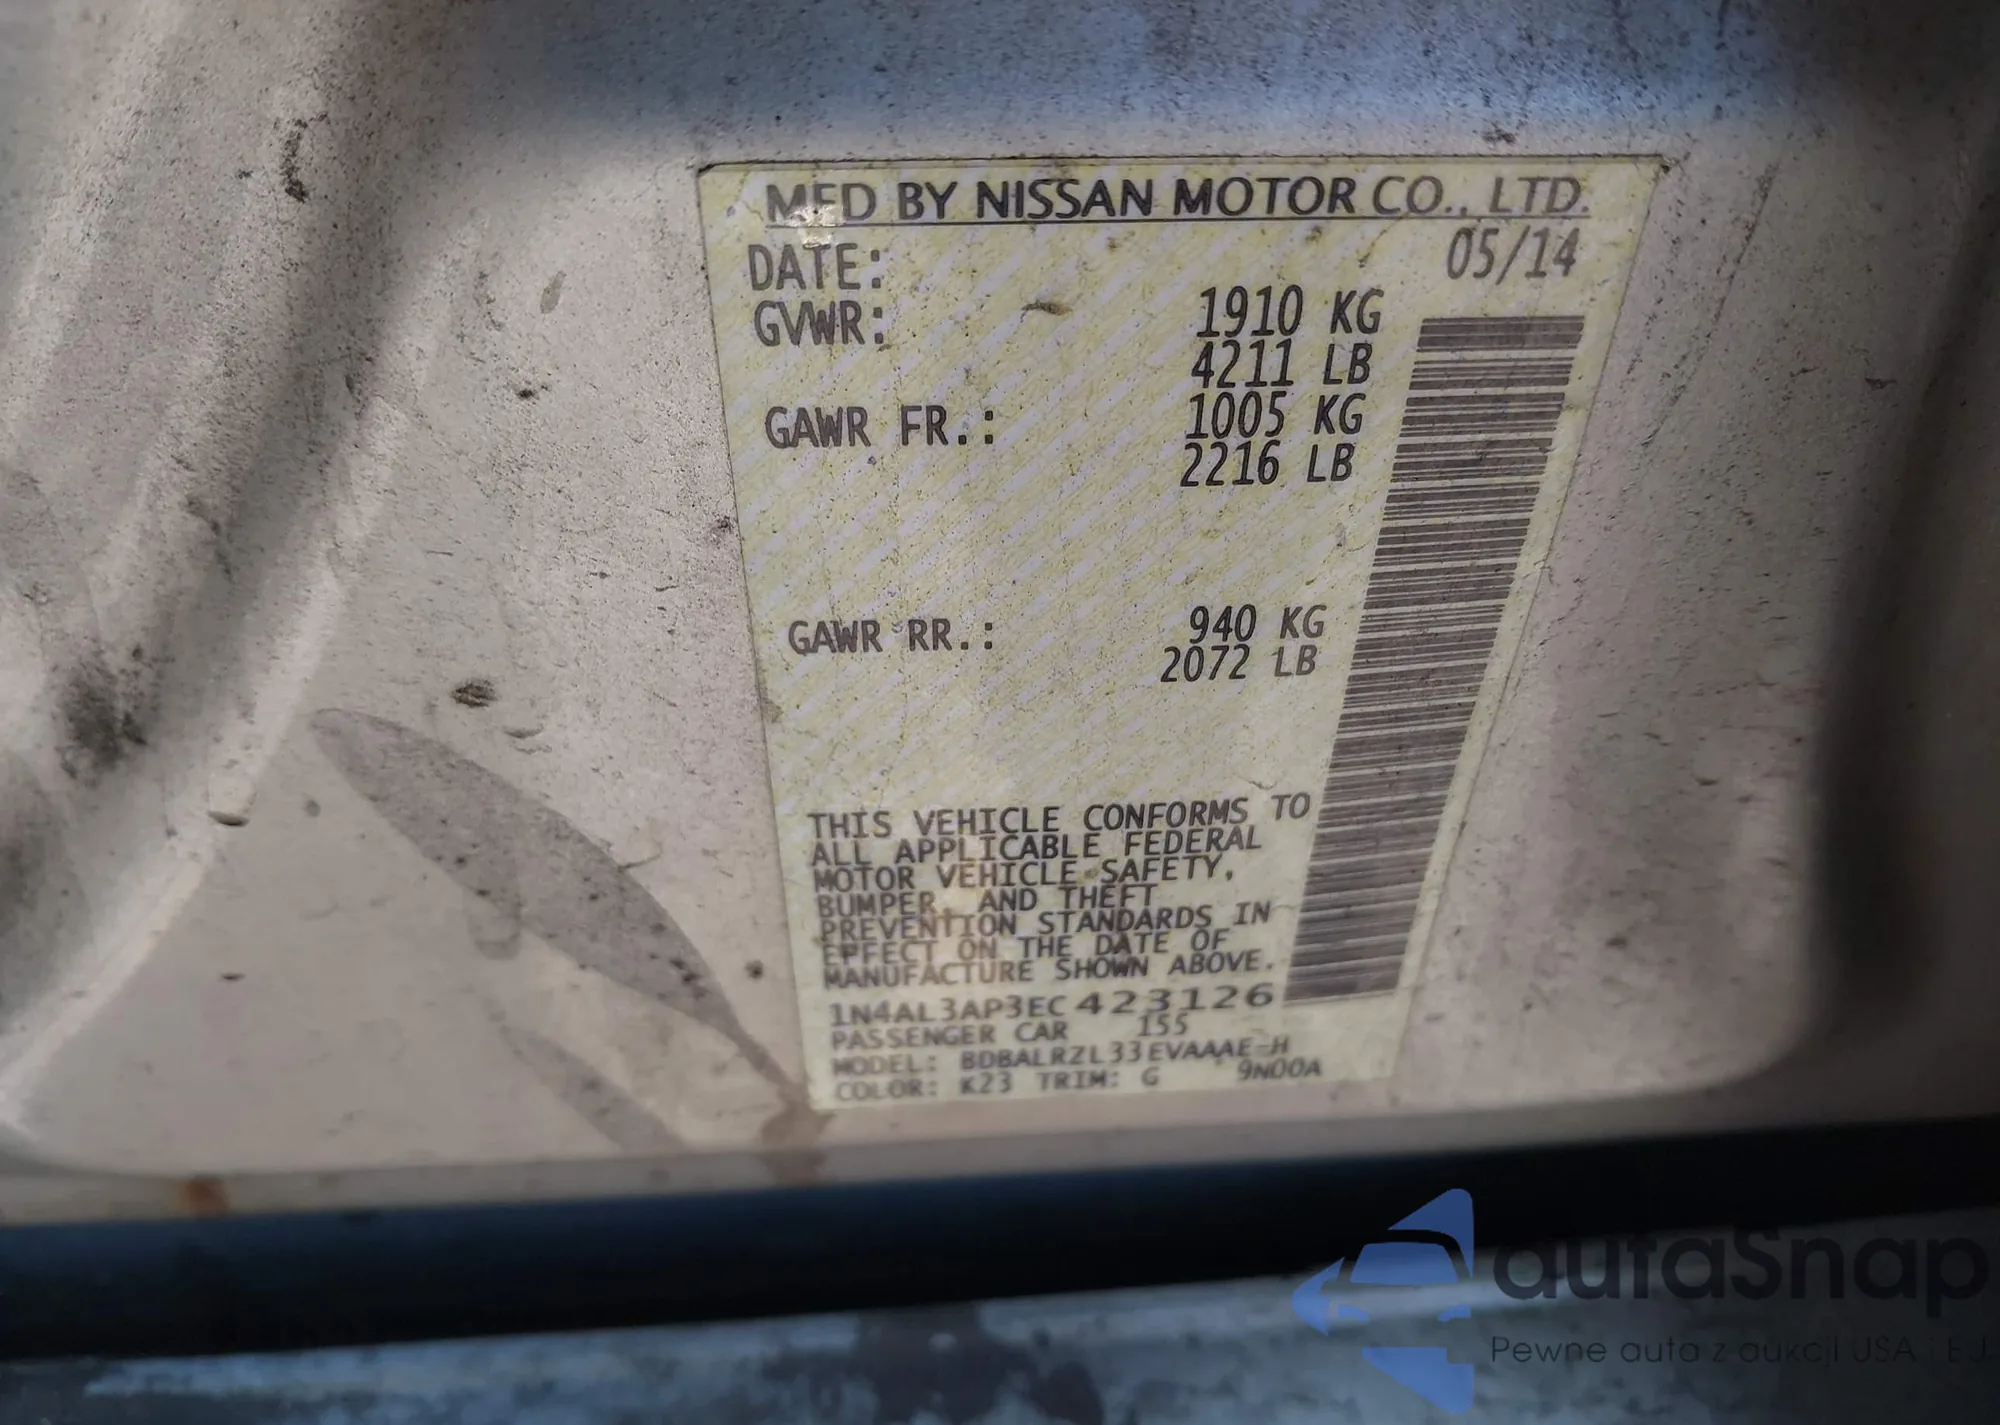 MFD BY NISSAN MOTOR CO., LTD.
DATE: 05/14
GVWR: 1910 KG
4211 LB
GAWR FR.: 1005 KG
2216 LB
GAWR RR.: 940 KG
2072 LB
THIS VEHICLE CONFORMS TO
ALL APPLICABLE FEDERAL
MOTOR VEHICLE SAFETY,
BUMPER, AND THEFT
PREVENTION STANDARDS IN
EFFECT ON THE DATE OF
MANUFACTURE SHOWN ABOVE.
1N4AL3AP3EC423126
PASSENGER CAR 155
MODEL: BDBALRZL33EVAAAE-H
COLOR: K23 TRIM: G 9N00A
autaSnap
Pewne auta z aukcji USA i EU